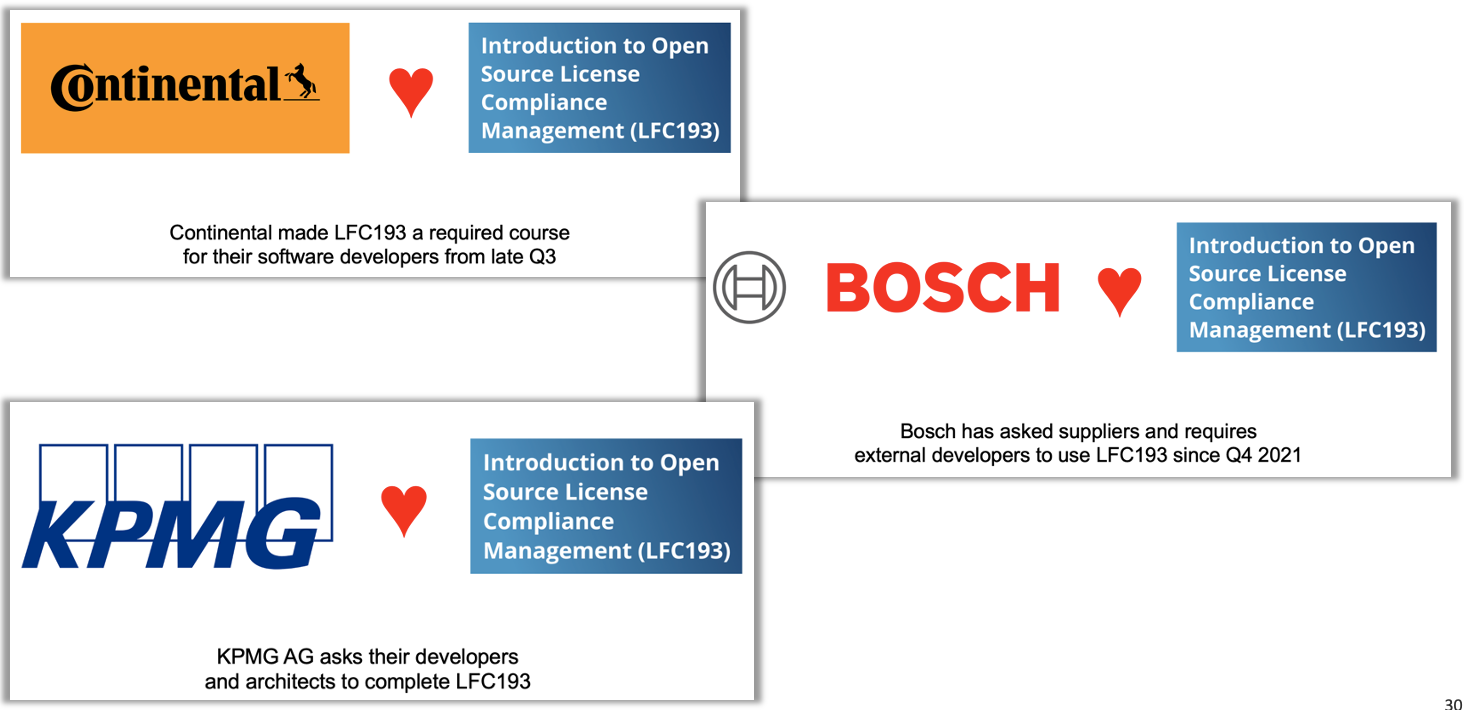 Continental
Introduction to Open
Source License
Compliance
Management (LFC193)
Continental made LFC193 a required course
for their software developers from late Q3
BOSCH
Introduction to Open
Source License
Compliance
Management (LFC193)
Bosch has asked suppliers and requires
external developers to use LFC193 since Q4 2021
KPMG
Introduction to Open
Source License
Compliance
Management (LFC193)
KPMG AG asks their developers
and architects to complete LFC193
30